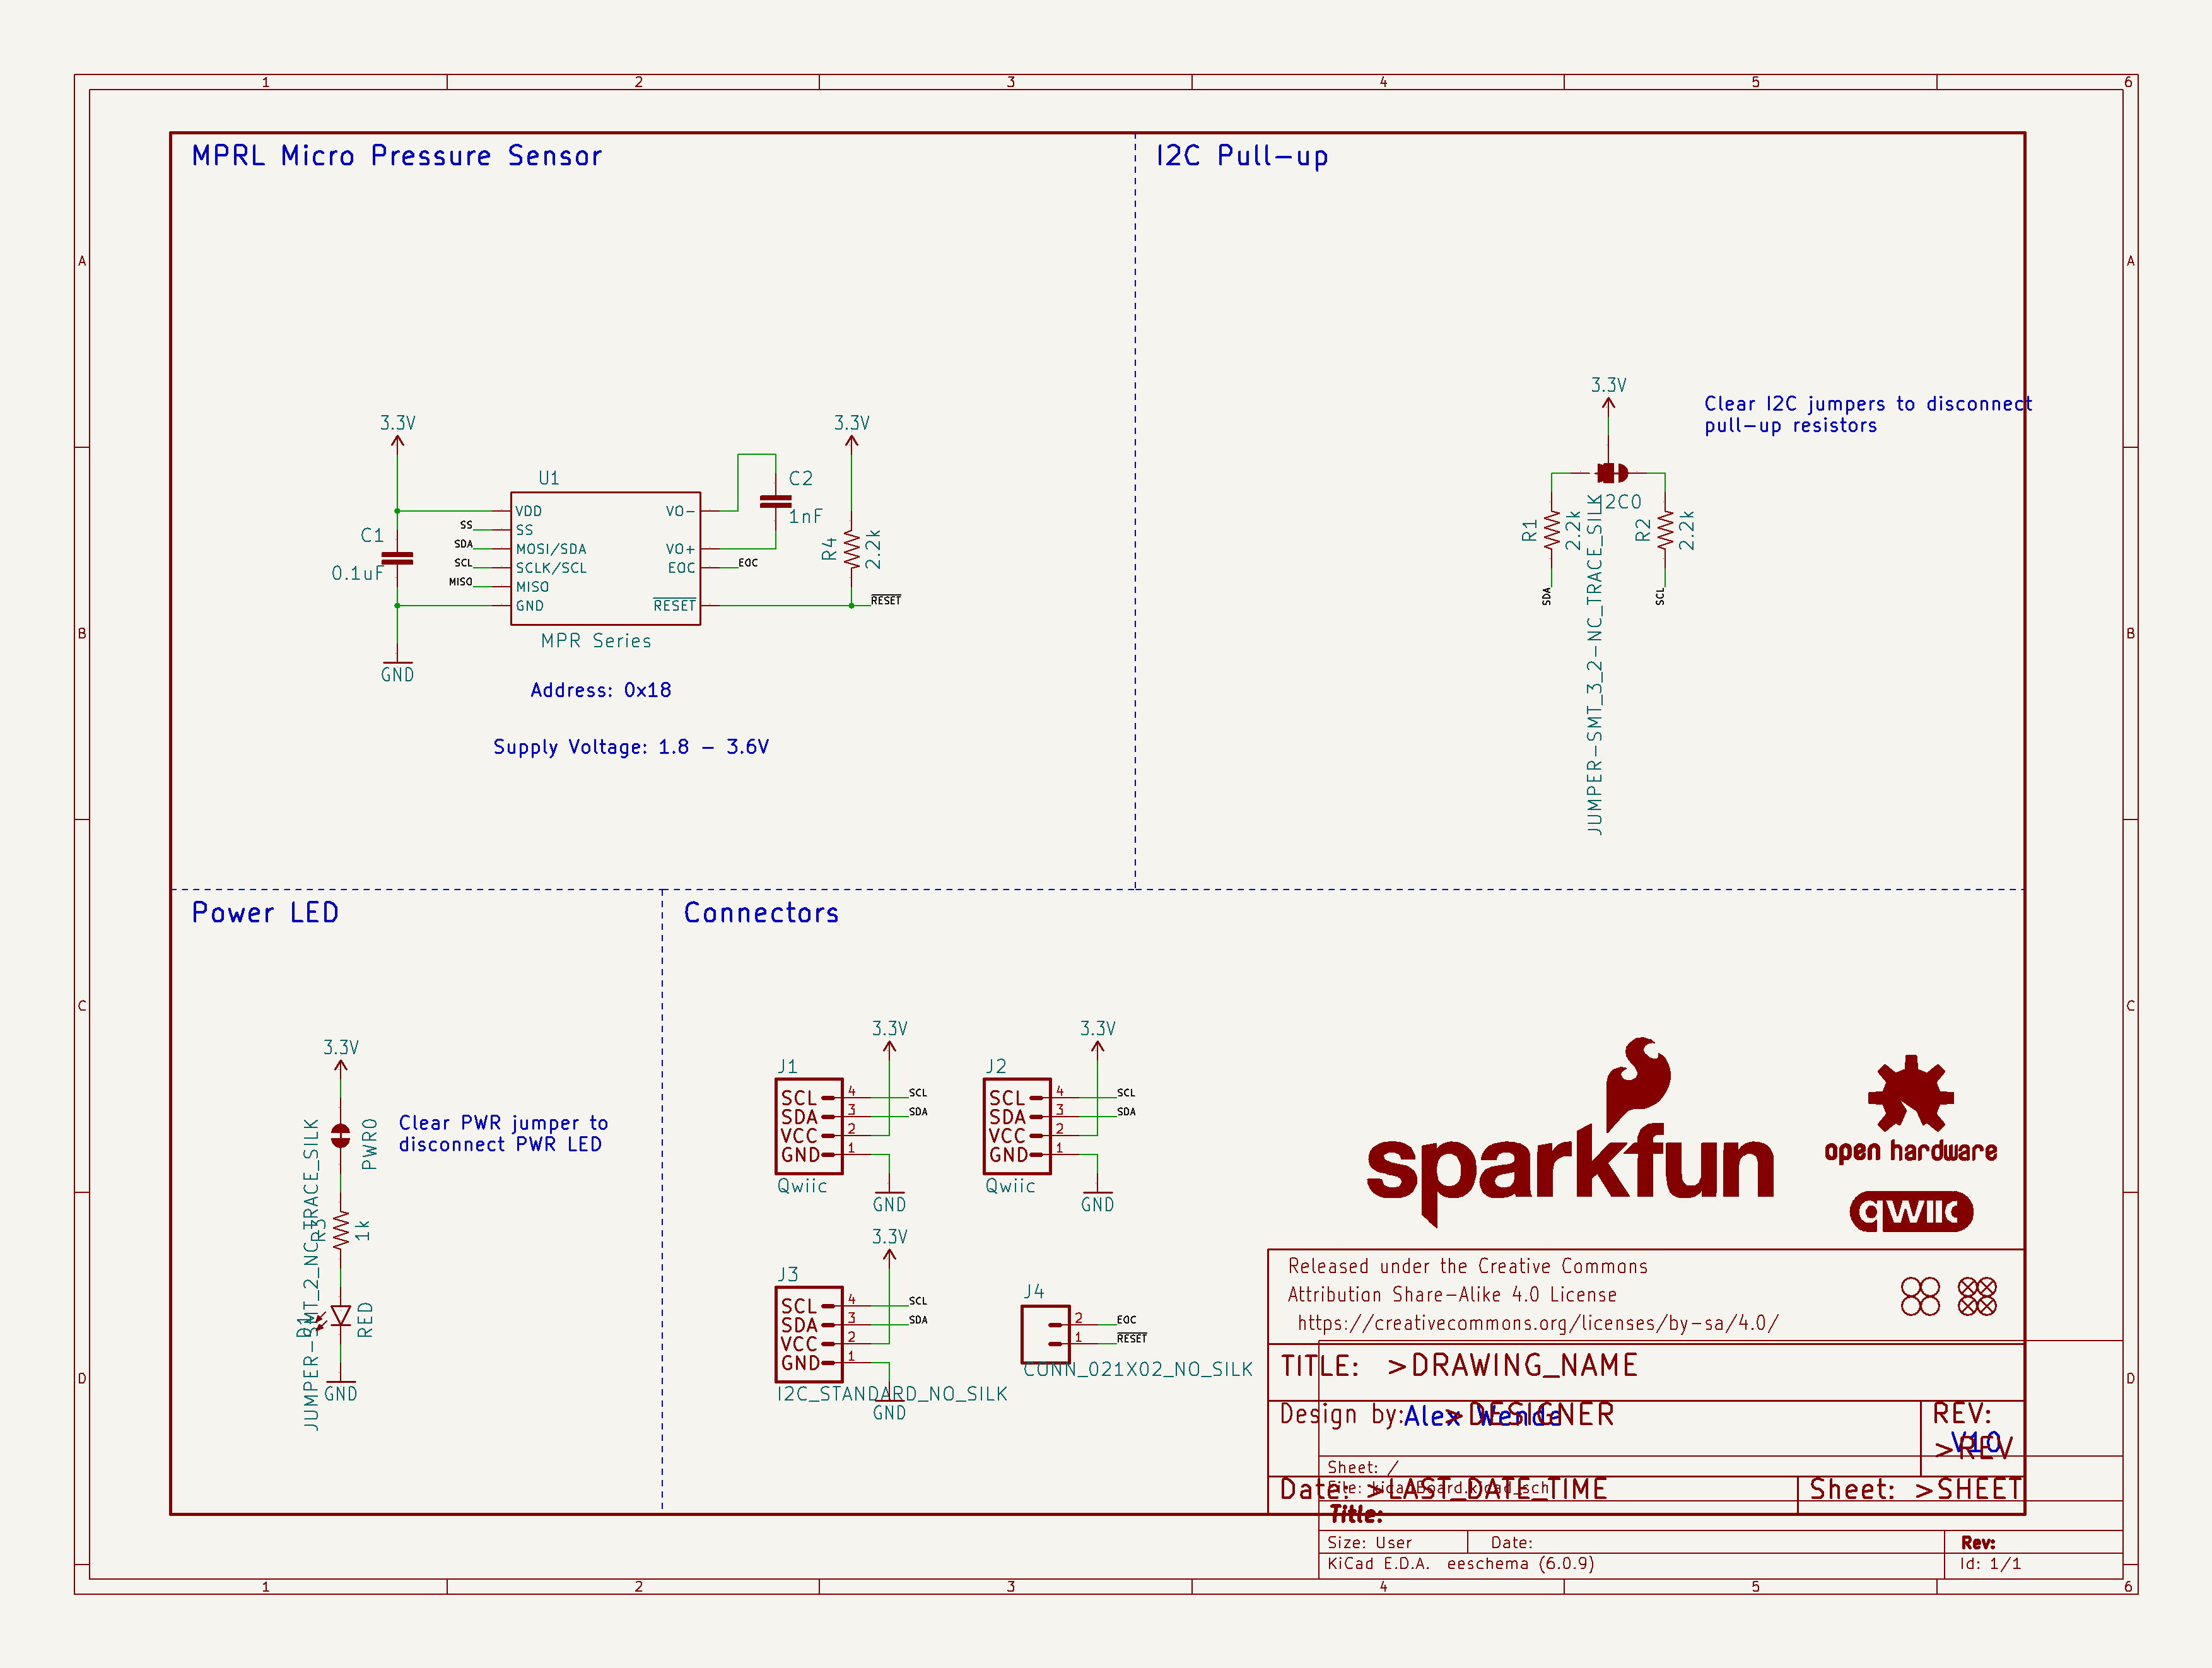 1 2 3 4 5 6
A
A
B
B
C
C
D
D
MPRL Micro Pressure Sensor
3.3V
3.3V
U1
C1
0.1uF
VDD
SS
MOSI/SDA
SCLK/SCL
MISO
GND
SS
SDA
SCL
MISO
VO-
VO+
EOC
RESET
EOC
RESET
C2
1nF
R4
2.2k
GND
MPR Series
Address: 0x18
Supply Voltage: 1.8 - 3.6V
I2C Pull-up
3.3V
Clear I2C jumpers to disconnect
pull-up resistors
I2C0
R1
2.2k
JUMPER-SMT_3_2-NC_TRACE_SILK
R2
2.2k
SDA
SCL
Power LED
3.3V
Clear PWR jumper to
disconnect PWR LED
PWR0
JUMPER-SMT_2_NC_TRACE_SILK
R3
1k
D1
RED
GND
Connectors
3.3V
J1
SCL 4 SCL
SDA 3 SDA
VCC 2
GND 1
Qwiic
GND
3.3V
J2
SCL 4 SCL
SDA 3 SDA
VCC 2
GND 1
Qwiic
GND
3.3V
J3
SCL 4 SCL
SDA 3 SDA
VCC 2
GND 1
I2C_STANDARD_NO_SILK
GND
J4
2 EOC
1 RESET
CONN_021X02_NO_SILK
sparkfun
open hardware
qwiic
Released under the Creative Commons
Attribution Share-Alike 4.0 License
https://creativecommons.org/licenses/by-sa/4.0/
TITLE: >DRAWING_NAME
Design by: >DESIGNER
Alex Wende
REV:
>REV
V10
Date: >LAST_DATE_TIME
Sheet: >SHEET
Sheet: /
File: kicadBoard.kicad_sch
Title:
Size: User Date: Rev:
KiCad E.D.A. eeschema (6.0.9) Id: 1/1
1 2 3 4 5 6